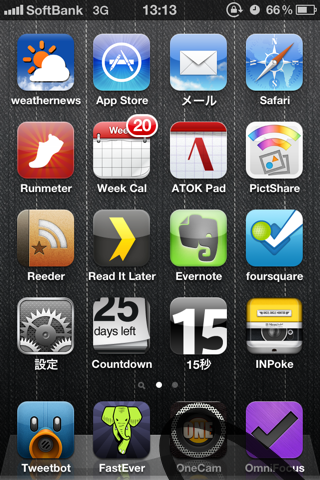 SoftBank 3G 13:13 86%
weathernews App Store メール Safari
Week 20
Runmeter Week Cal ATOK Pad PictShare
Reeder Read It Later Evernote foursquare
25 days left 15
設定 Countdown 15秒 INPoke
Tweetbot FastEver OneCam OmniFocus